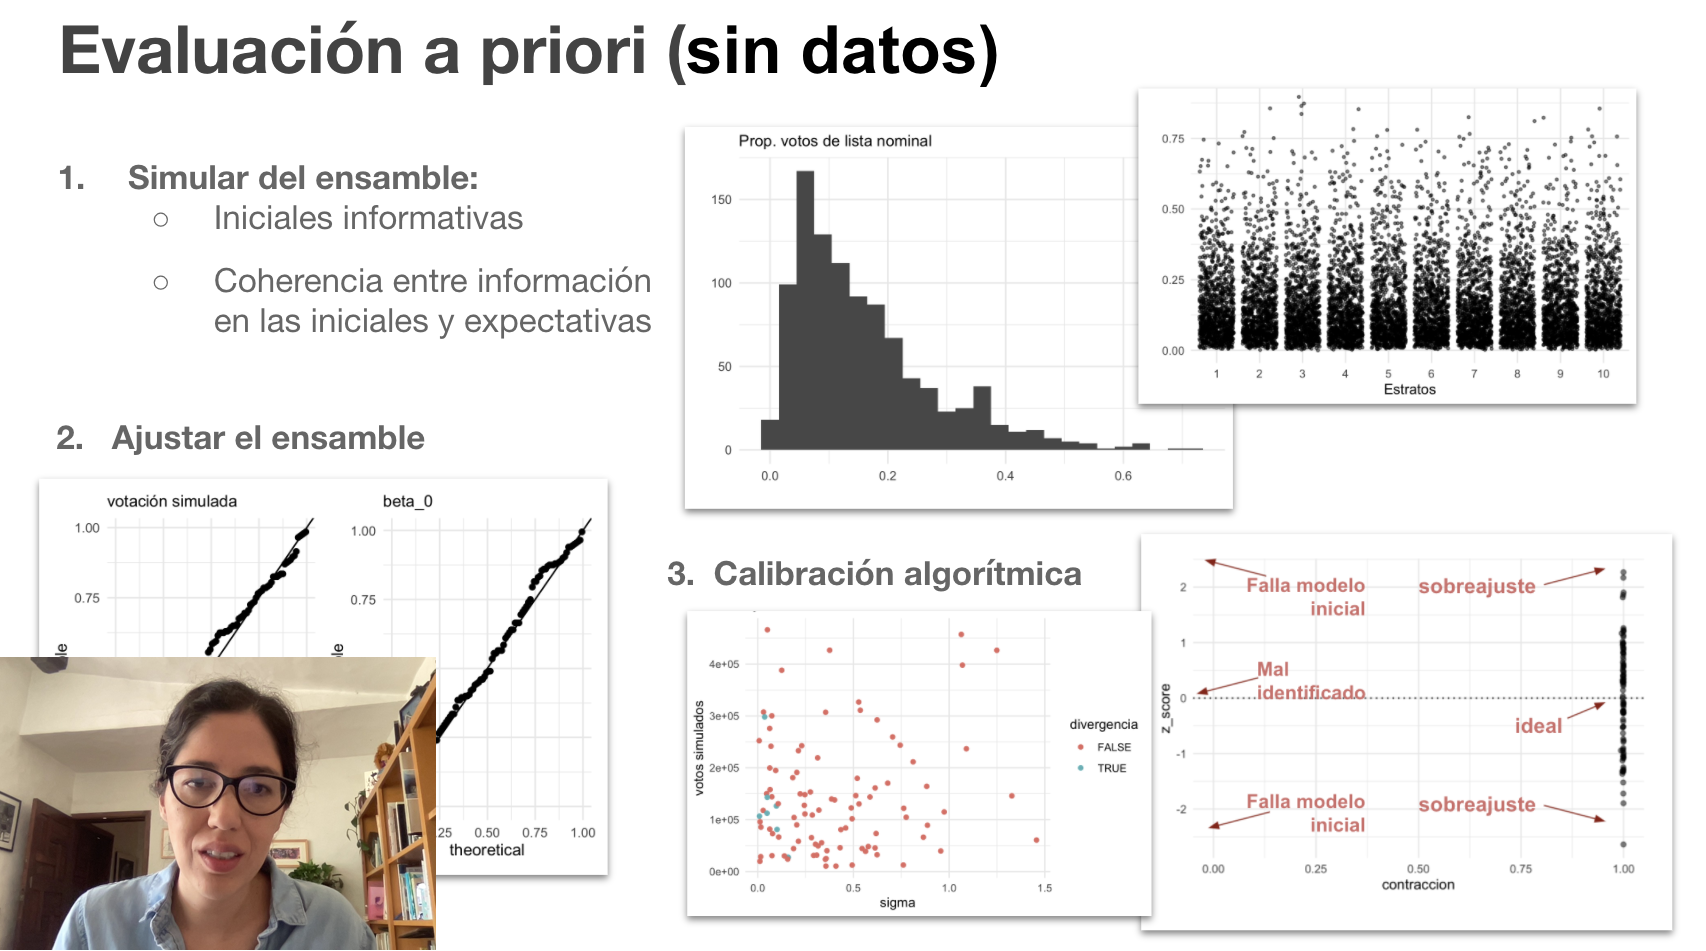 Evaluación a priori (sin datos)
1. Simular del ensamble:
○ Iniciales informativas
○ Coherencia entre información
en las iniciales y expectativas
2. Ajustar el ensamble
votación simulada
1.00
0.75
beta_0
1.00
0.75
25 0.50 0.75 1.00
theoretical
Prop. votos de lista nominal
150
100
50
0
0.0 0.2 0.4 0.6
0.75
0.50
0.25
0.00
1 2 3 4 5 6 7 8 9 10
Estratos
3. Calibración algorítmica
votos simulados
4e+05
3e+05
2e+05
1e+05
0e+00
0.0 0.5 1.0 1.5
sigma
divergencia
FALSE
TRUE
z_score
2
1
0
-1
-2
Falla modelo
inicial
sobreajuste
Mal
identificado
ideal
Falla modelo
inicial
sobreajuste
0.00 0.25 0.50 0.75 1.00
contraccion